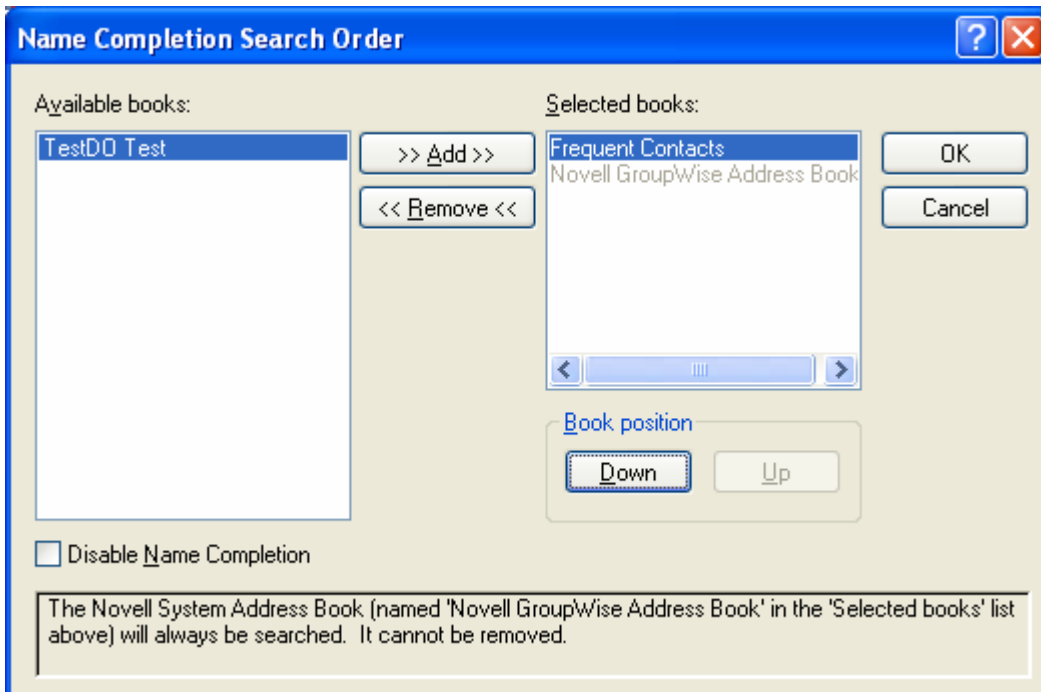 Name Completion Search Order
Available books:
Selected books:
TestDO Test
>> Add >>
<< Remove <<
Frequent Contacts
Novell GroupWise Address Book
OK
Cancel
Book position
Down
Up
Disable Name Completion
The Novell System Address Book (named 'Novell GroupWise Address Book' in the 'Selected books' list
above) will always be searched. It cannot be removed.